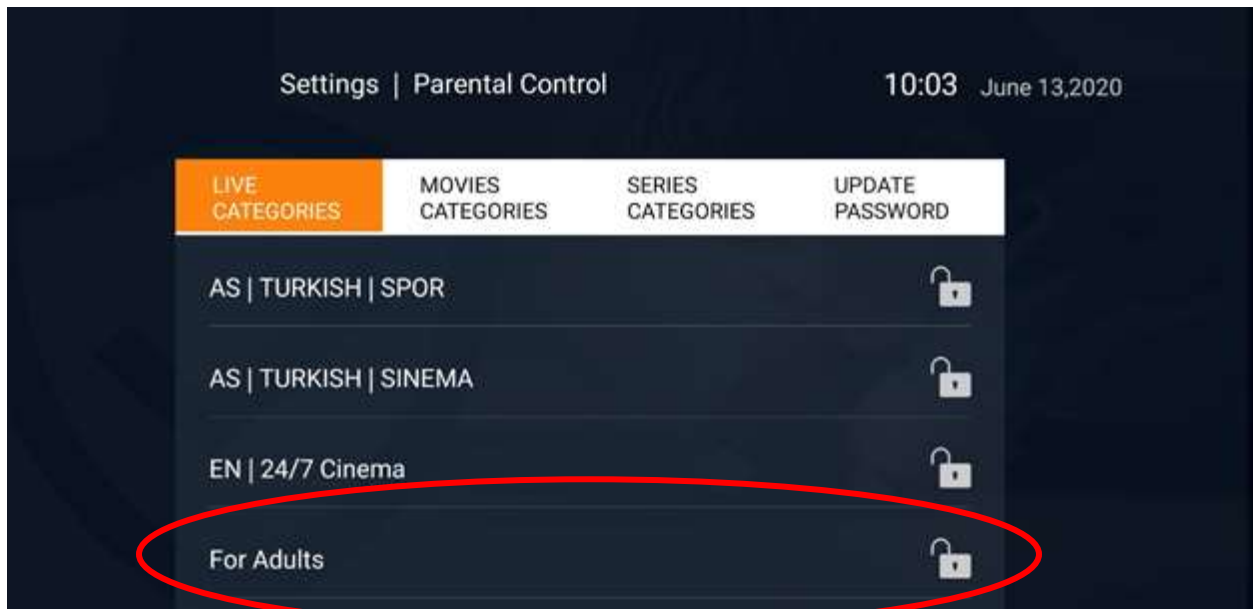 Settings | Parental Control
10:03 June 13,2020
LIVE
CATEGORIES
MOVIES
CATEGORIES
SERIES
CATEGORIES
UPDATE
PASSWORD
AS | TURKISH | SPOR
AS | TURKISH | SINEMA
EN | 24/7 Cinema
For Adults